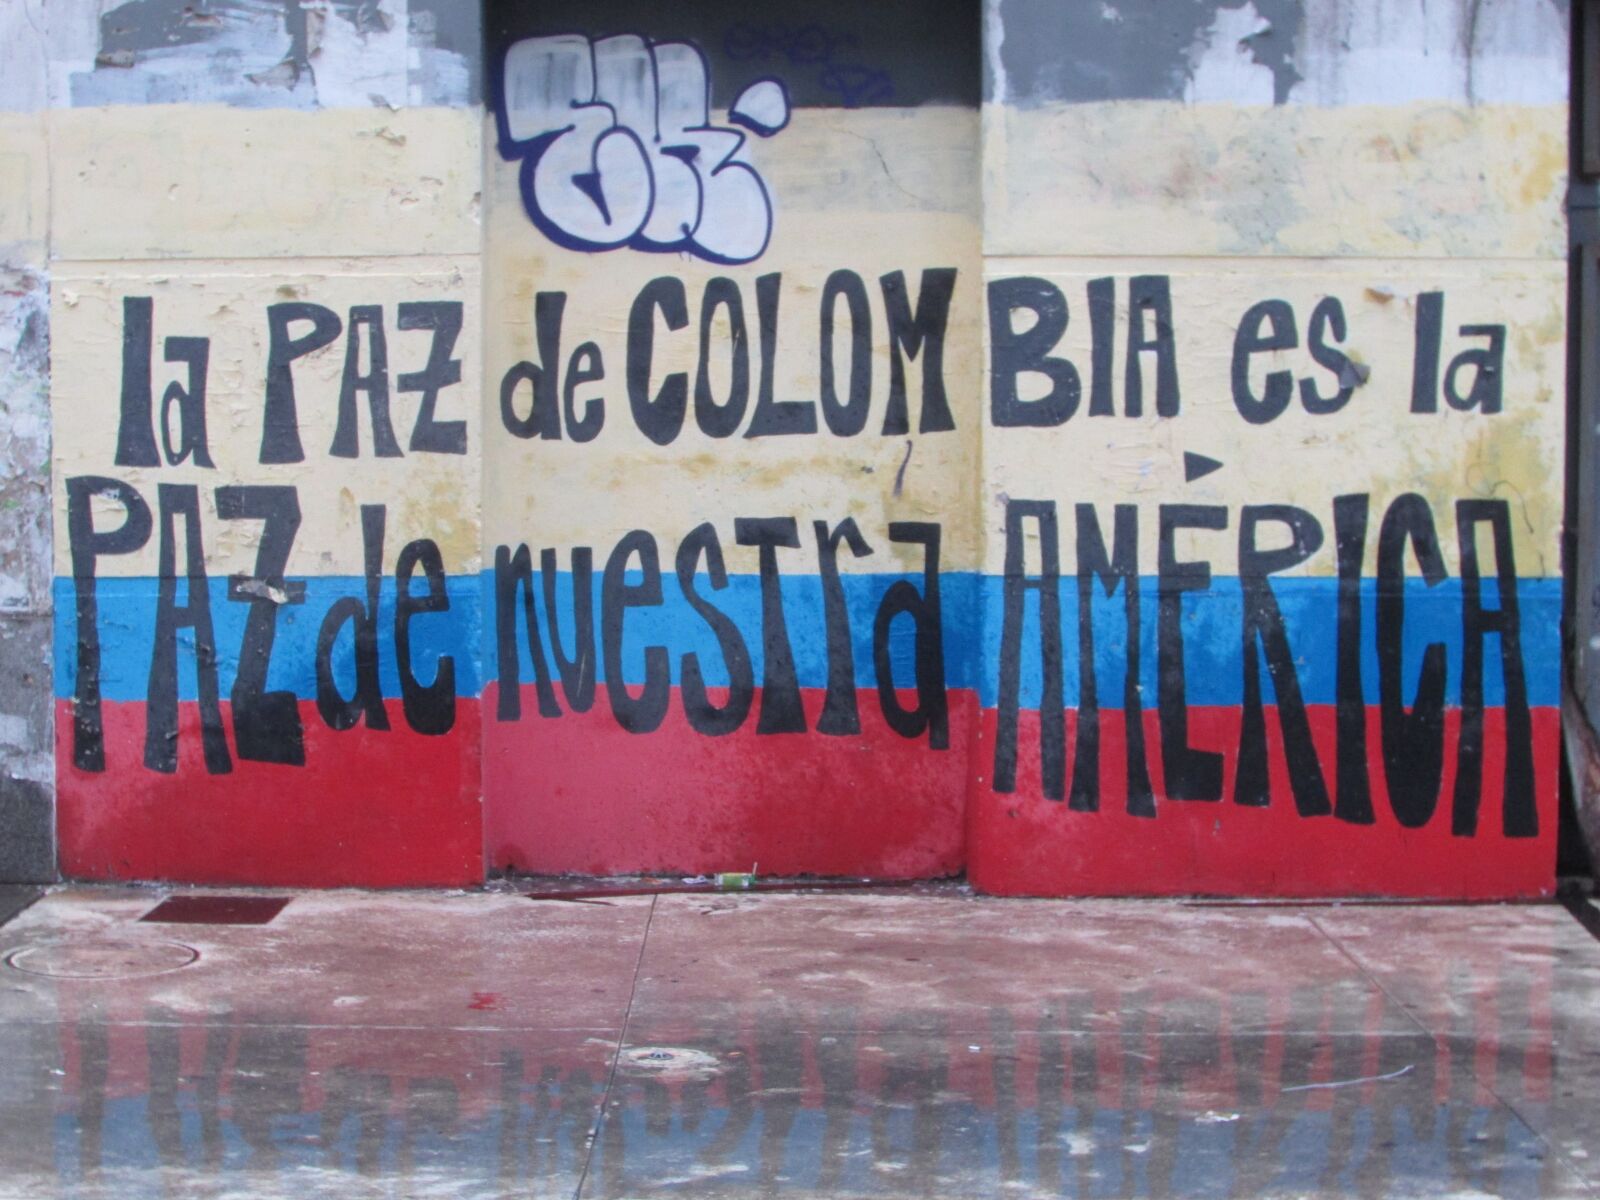 la PAZ de COLOMBIA es la
PAZ de nuestra AMÉRICA